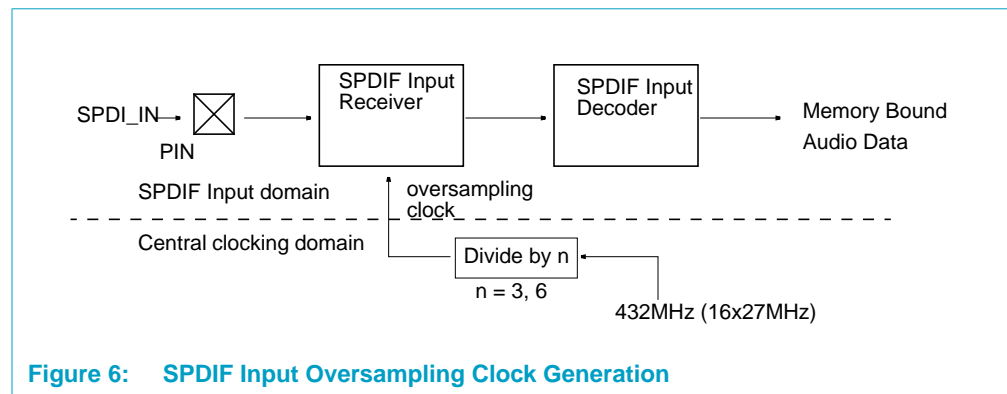 SPDIF Input
Receiver
SPDIF Input
Decoder
SPDI_IN
PIN
Memory Bound
Audio Data
SPDIF Input domain
oversampling
clock
Central clocking domain
Divide by n
n = 3, 6
432MHz (16x27MHz)
Figure 6: SPDIF Input Oversampling Clock Generation